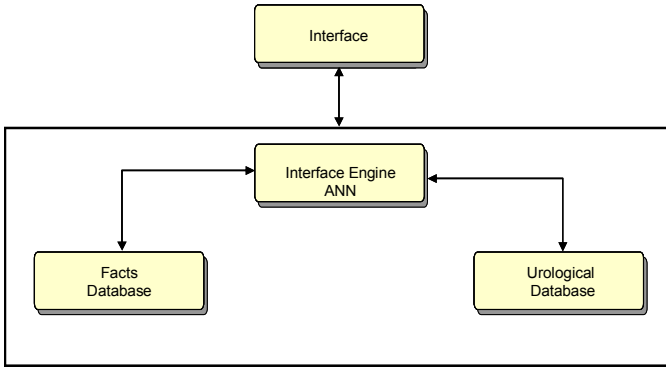 Interface
Interface Engine
ANN
Facts
Database
Urological
Database